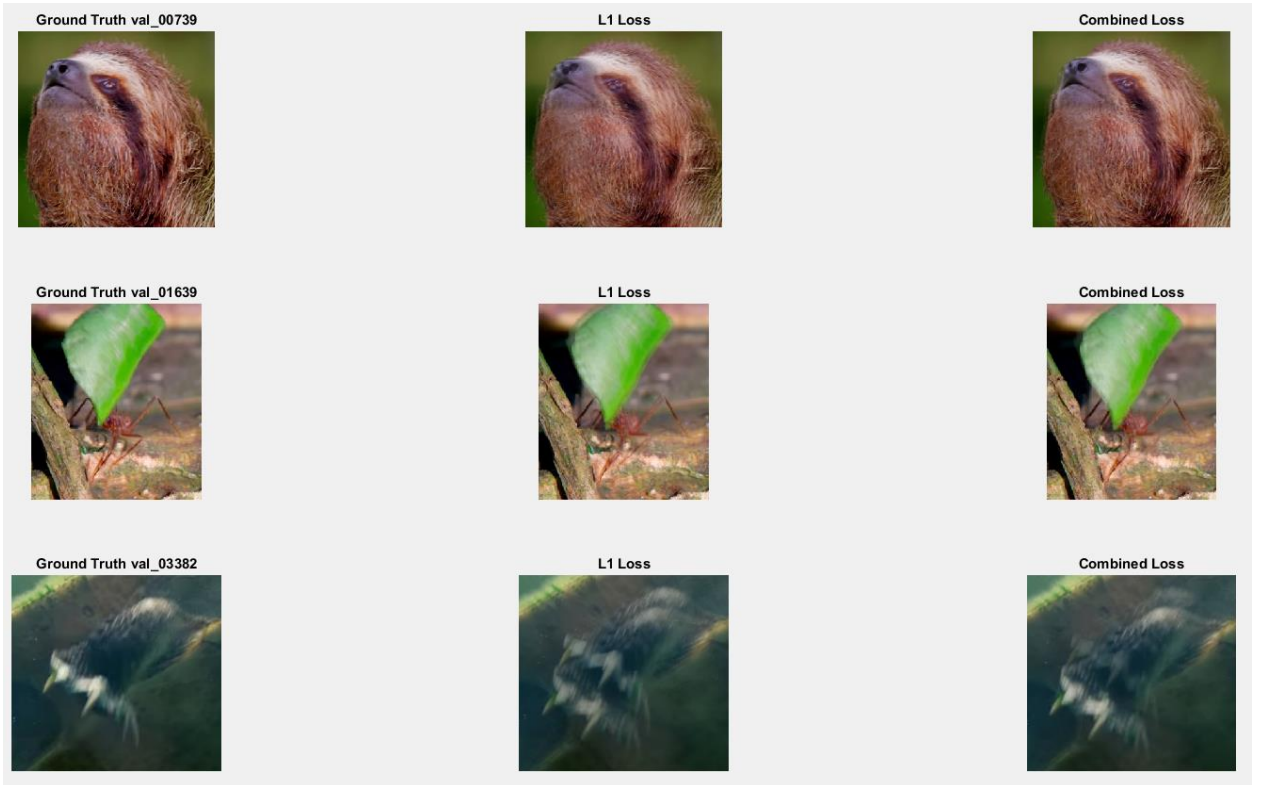 Ground Truth val_00739
L1 Loss
Combined Loss
Ground Truth val_01639
L1 Loss
Combined Loss
Ground Truth val_03382
L1 Loss
Combined Loss